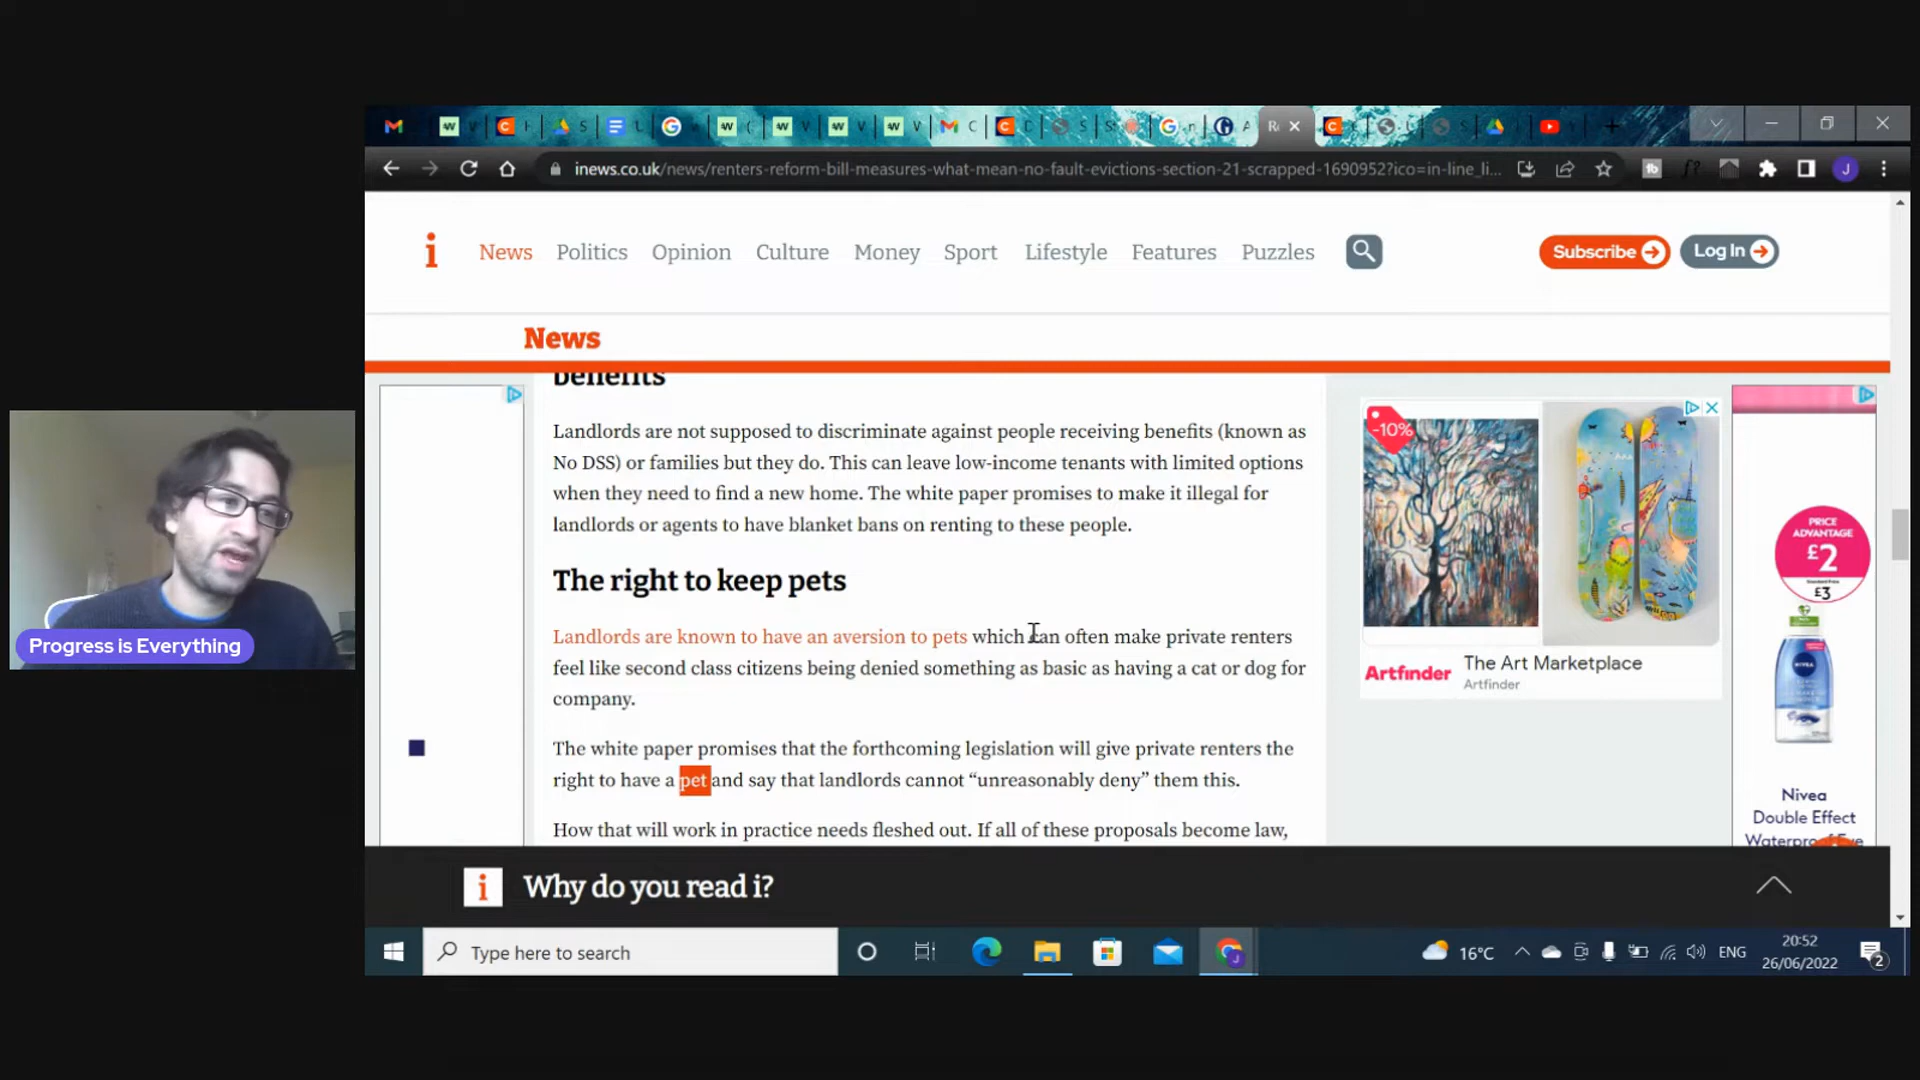 inews.co.uk/news/renters-reform-bill-measures-what-mean-no-fault-evictions-section-21-scrapped-1690952?ico=in-line_li...
J
i
News
Politics
Opinion
Culture
Money
Sport
Lifestyle
Features
Puzzles
Subscribe
Log In
News
benefits
Landlords are not supposed to discriminate against people receiving benefits (known as
No DSS) or families but they do. This can leave low-income tenants with limited options
when they need to find a new home. The white paper promises to make it illegal for
landlords or agents to have blanket bans on renting to these people.
The right to keep pets
Landlords are known to have an aversion to pets which can often make private renters
feel like second class citizens being denied something as basic as having a cat or dog for
company.
The white paper promises that the forthcoming legislation will give private renters the
right to have a pet and say that landlords cannot “unreasonably deny” them this.
How that will work in practice needs fleshed out. If all of these proposals become law,
-10%
Artfinder
The Art Marketplace
Artfinder
PRICE
ADVANTAGE
£2
£3
NIVEA
Nivea
Double Effect
Waterproof Eye
Progress is Everything
i
Why do you read i?
Type here to search
16°C
ENG
20:52
26/06/2022
2